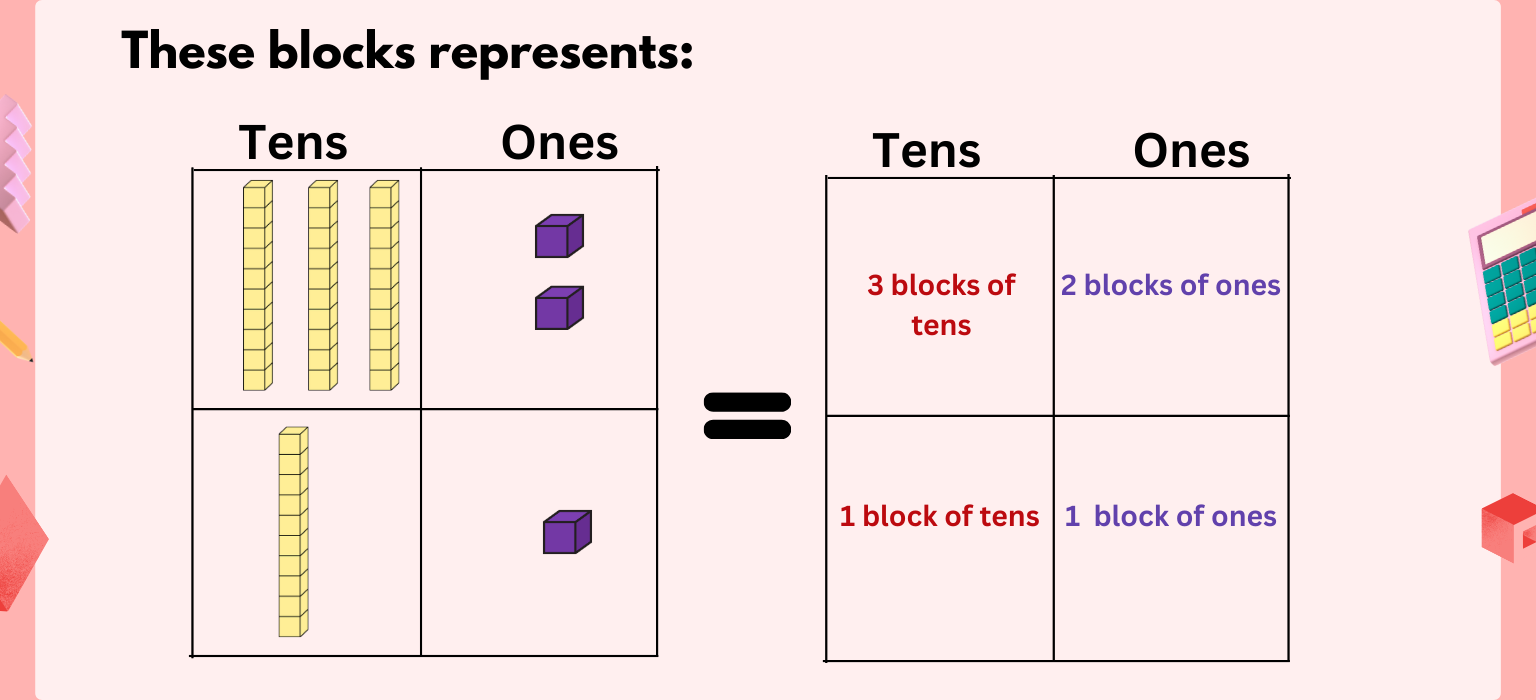 These blocks represents:
Tens Ones
Tens Ones
3 blocks of
tens
2 blocks of ones
1 block of tens
1 block of ones